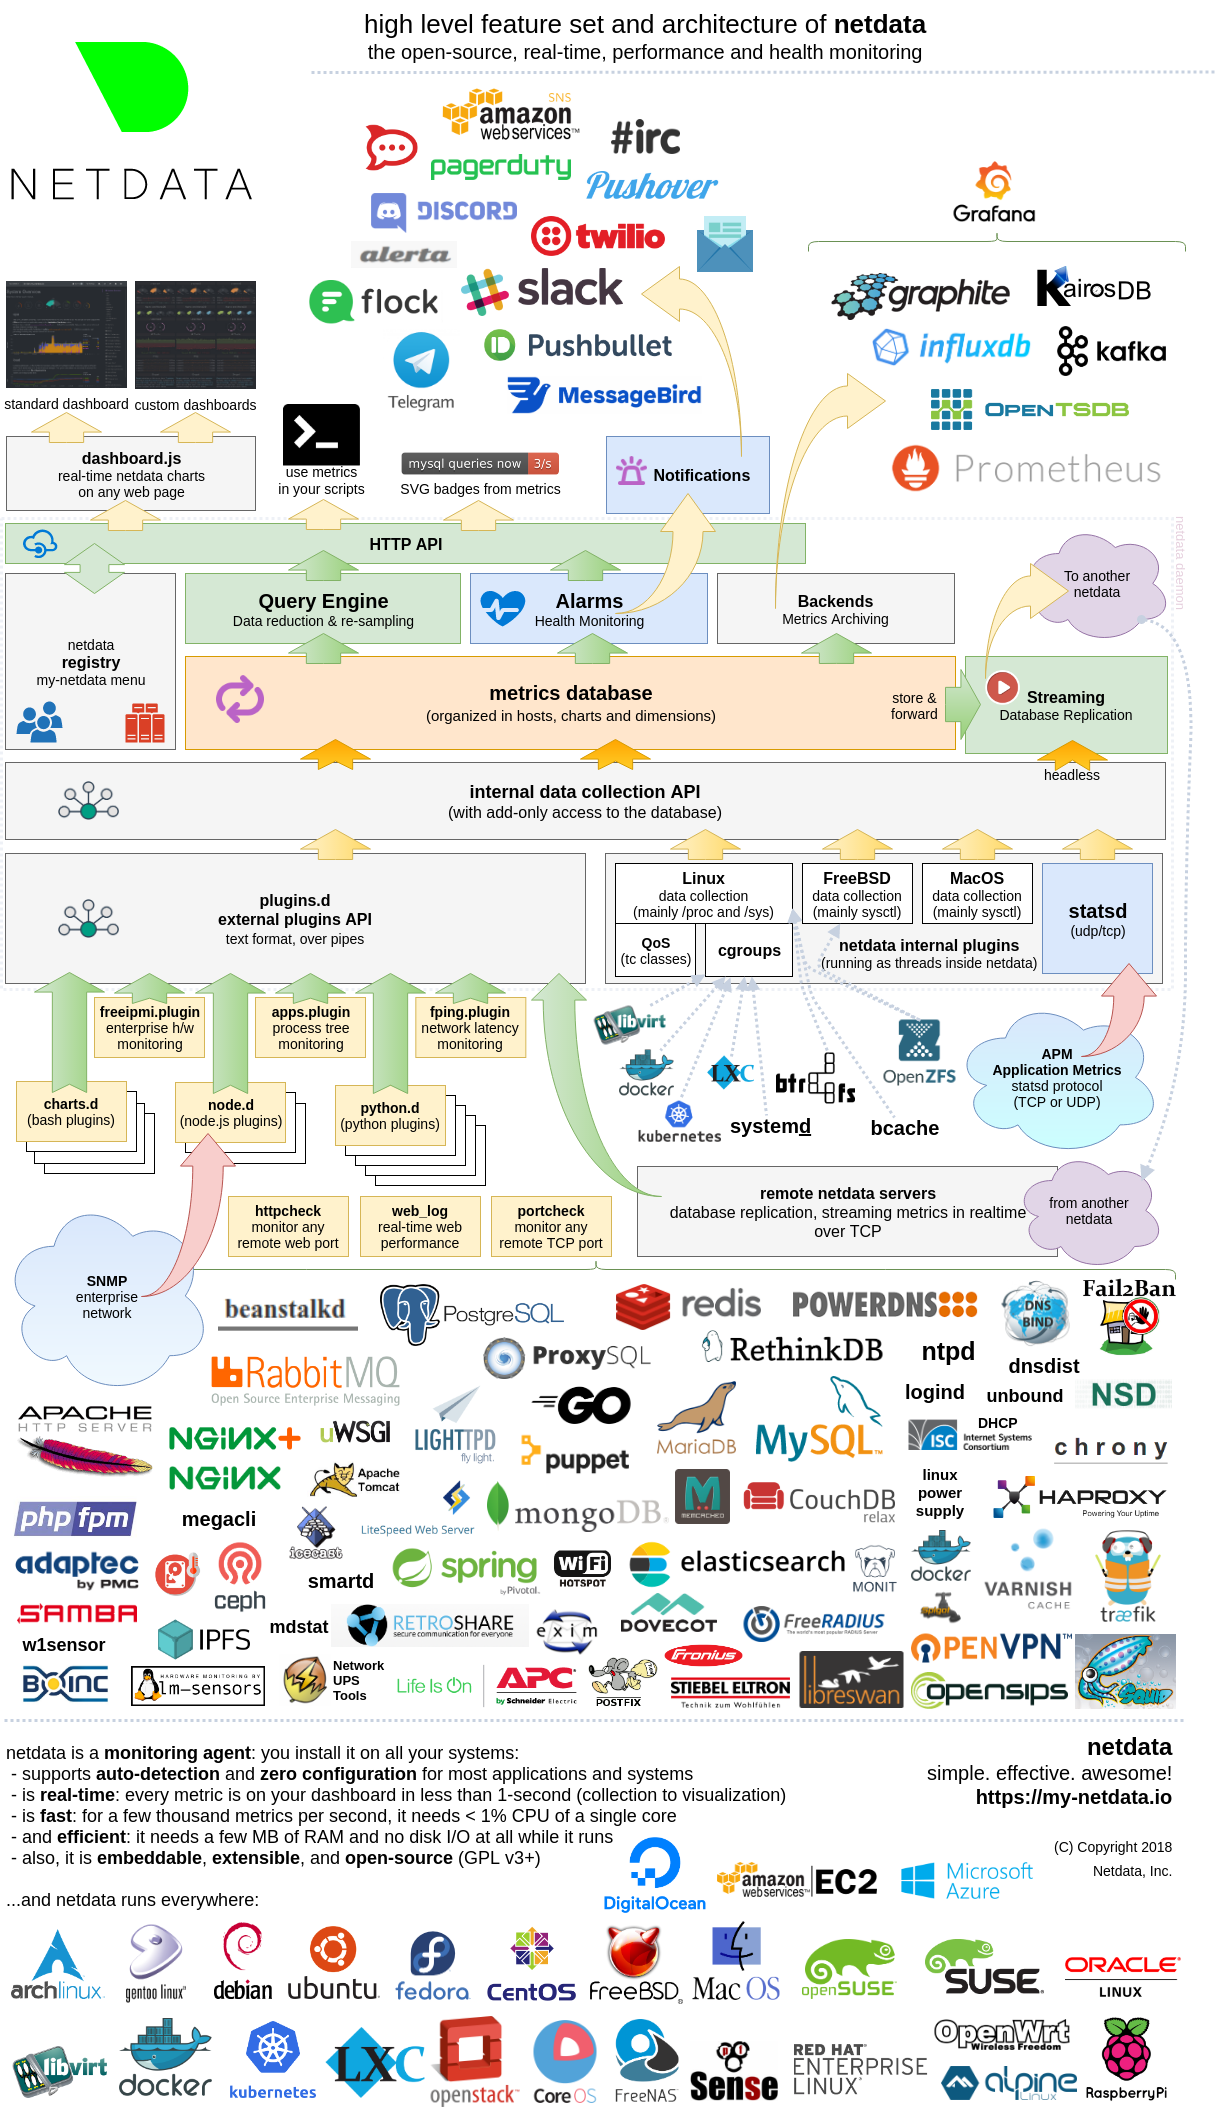 high level feature set and architecture of netdata
the open-source, real-time, performance and health monitoring
NETDATA
SNS
amazon
webservices™
#irc
pagerduty
Pushover
DISCORD
twilio
alerta
slack
flock
Pushbullet
Telegram
MessageBird
Grafana
graphite
KairosDB
influxdb
kafka
OPENTSDB
Prometheus
standard dashboard
custom dashboards
dashboard.js
real-time netdata charts
on any web page
use metrics
in your scripts
mysql queries now 3/s
SVG badges from metrics
Notifications
netdata daemon
HTTP API
netdata
registry
my-netdata menu
Query Engine
Data reduction & re-sampling
Alarms
Health Monitoring
Backends
Metrics Archiving
To another
netdata
metrics database
(organized in hosts, charts and dimensions)
store &
forward
Streaming
Database Replication
headless
internal data collection API
(with add-only access to the database)
plugins.d
external plugins API
text format, over pipes
Linux
data collection
(mainly /proc and /sys)
FreeBSD
data collection
(mainly sysctl)
MacOS
data collection
(mainly sysctl)
statsd
(udp/tcp)
QoS
(tc classes)
cgroups
netdata internal plugins
(running as threads inside netdata)
freeipmi.plugin
enterprise h/w
monitoring
apps.plugin
process tree
monitoring
fping.plugin
network latency
monitoring
libvirt
docker
LXC
btrfs
OpenZFS
kubernetes
systemd
bcache
APM
Application Metrics
statsd protocol
(TCP or UDP)
charts.d
(bash plugins)
node.d
(node.js plugins)
python.d
(python plugins)
httpcheck
monitor any
remote web port
web_log
real-time web
performance
portcheck
monitor any
remote TCP port
remote netdata servers
database replication, streaming metrics in realtime
over TCP
from another
netdata
SNMP
enterprise
network
beanstalkd
PostgreSQL
redis
POWERDNS
DNS
BIND
Fail2Ban
ProxySQL
RethinkDB
ntpd
dnsdist
RabbitMQ
Open Source Enterprise Messaging
GO
MariaDB
MySQL™
logind
unbound
NSD
APACHE
HTTP SERVER
NGINX+
NGINX
uWSGI
LIGHTTPD
fly light.
puppet
ISC
DHCP
Internet Systems
Consortium
chrony
Apache
Tomcat
php fpm
megacli
icecast
LiteSpeed Web Server
mongoDB
MEMCACHED
CouchDB
relax
linux
power
supply
HAPROXY
Powering Your Uptime
adaptec
by PMC
ceph
smartd
spring
by Pivotal.
WiFi
HOTSPOT
elasticsearch
MONIT
docker
VARNISH
CACHE
træfik
SAMBA
w1sensor
IPFS
mdstat
RETROSHARE
secure communication for everyone
exim
DOVECOT
FreeRADIUS
The world's most popular RADIUS Server
splgnt
OPENVPN™
BOINC
HARDWARE MONITORING BY
lm-sensors
Network
UPS
Tools
Life Is On
APC
by Schneider Electric
POSTFIX
Fronius
STIEBEL ELTRON
Technik zum Wohlfühlen
libreswan
opensips
SQUID
netdata is a monitoring agent: you install it on all your systems:
- supports auto-detection and zero configuration for most applications and systems
- is real-time: every metric is on your dashboard in less than 1-second (collection to visualization)
- is fast: for a few thousand metrics per second, it needs < 1% CPU of a single core
- and efficient: it needs a few MB of RAM and no disk I/O at all while it runs
- also, it is embeddable, extensible, and open-source (GPL v3+)
netdata
simple. effective. awesome!
https://my-netdata.io
(C) Copyright 2018
Netdata, Inc.
...and netdata runs everywhere:
DigitalOcean
amazon
webservices™
EC2
Microsoft
Azure
archlinux
gentoo linux
debian
ubuntu
fedora
CentOS
FreeBSD
Mac OS
openSUSE
SUSE
ORACLE
LINUX
libvirt
docker
kubernetes
LXC
openstack
CoreOS
FreeNAS
pf
Sense
RED HAT
ENTERPRISE
LINUX
OpenWrt
Wireless Freedom
alpine
Linux
RaspberryPi